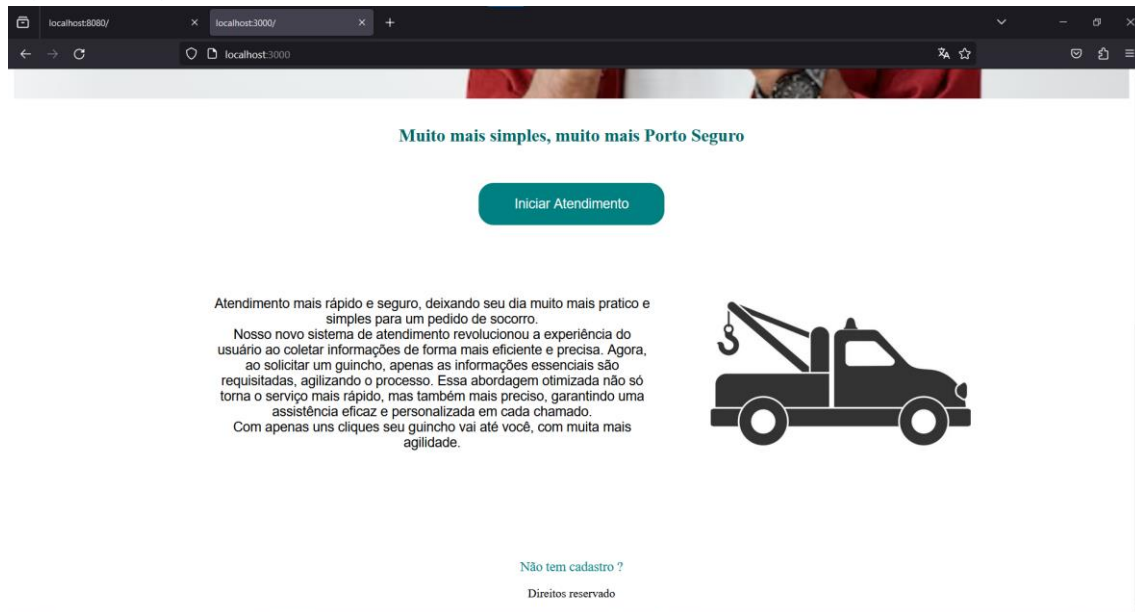 localhost:8080/
localhost:3000/
localhost:3000
Muito mais simples, muito mais Porto Seguro
Iniciar Atendimento
Atendimento mais rápido e seguro, deixando seu dia muito mais pratico e
simples para um pedido de socorro.
Nosso novo sistema de atendimento revolucionou a experiência do
usuário ao coletar informações de forma mais eficiente e precisa. Agora,
ao solicitar um guincho, apenas as informações essenciais são
requisitadas, agilizando o processo. Essa abordagem otimizada não só
torna o serviço mais rápido, mas também mais preciso, garantindo uma
assistência eficaz e personalizada em cada chamado.
Com apenas uns cliques seu guincho vai até você, com muita mais
agilidade.
Não tem cadastro ?
Direitos reservado